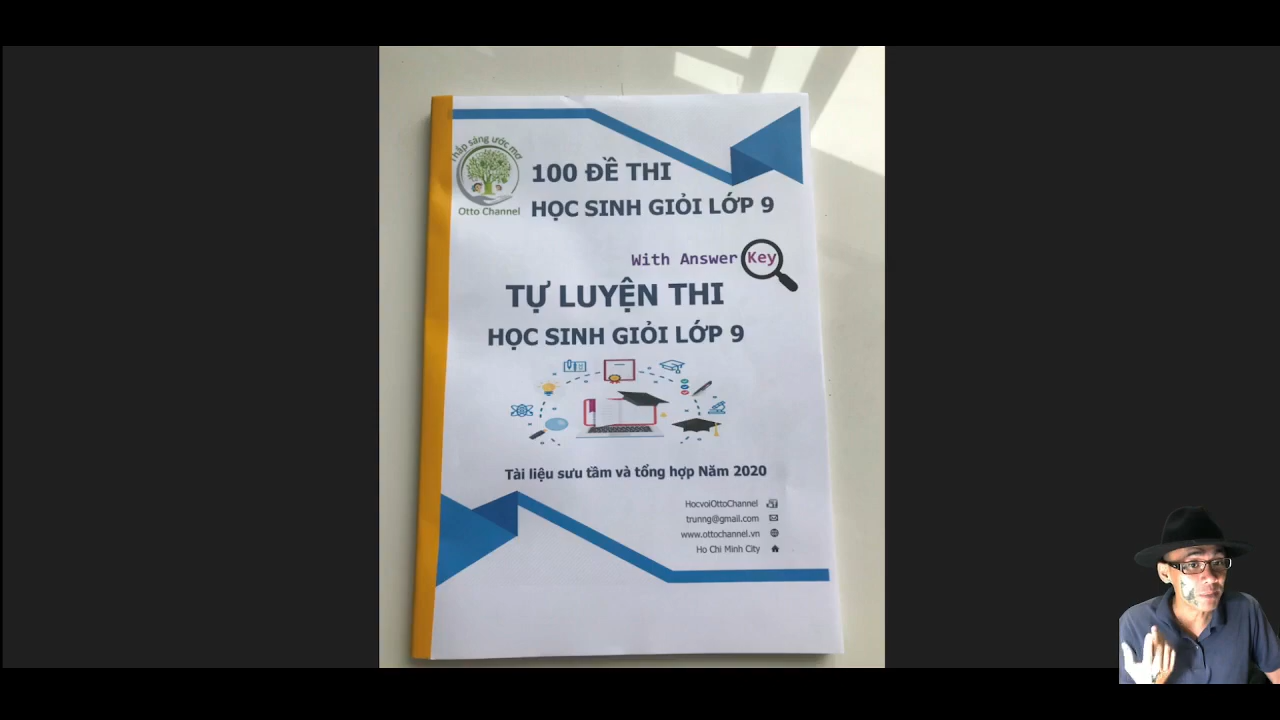 Thắp sáng ước mơ
Otto Channel
100 ĐỀ THI
HỌC SINH GIỎI LỚP 9
With Answer Key
TỰ LUYỆN THI
HỌC SINH GIỎI LỚP 9
Tài liệu sưu tầm và tổng hợp Năm 2020
HocvoiOttoChannel
trunng@gmail.com
www.ottochannel.vn
Ho Chi Minh City